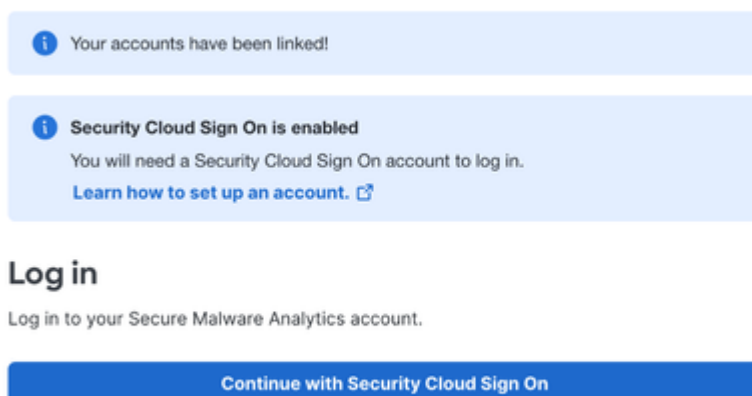 Your accounts have been linked!
Security Cloud Sign On is enabled
You will need a Security Cloud Sign On account to log in.
Learn how to set up an account.
Log in
Log in to your Secure Malware Analytics account.
Continue with Security Cloud Sign On